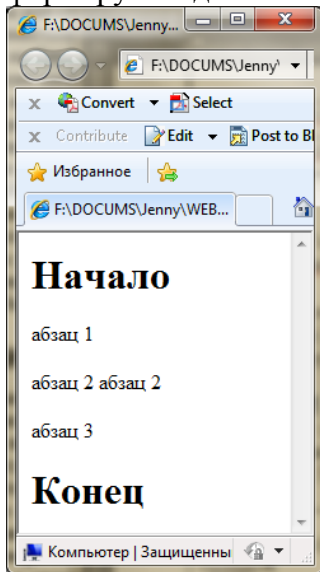 F:\DOCUMS\Jenny...
F:\DOCUMS\Jenny\
x Convert Select
x Contribute Edit Post to Bl
Избранное
F:\DOCUMS\Jenny\WEB...
Начало
абзац 1
абзац 2 абзац 2
абзац 3
Конец
Компьютер | Защищенны